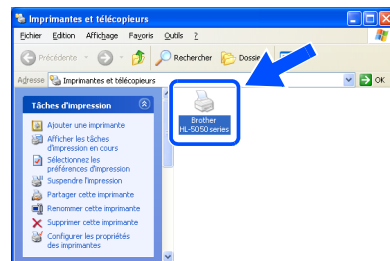 Imprimantes et télécopieurs
Fichier Edition Affichage Favoris Outils ?
Précédente Rechercher Dossiers
Adresse Imprimantes et télécopieurs OK
Tâches d'impression
Ajouter une imprimante
Afficher les tâches
d'impression en cours
Sélectionnez les
préférences d'impression
Suspendre l'impression
Partager cette imprimante
Renommer cette imprimante
Supprimer cette imprimante
Configurer les propriétés
des imprimantes
Brother
HL-5050 series